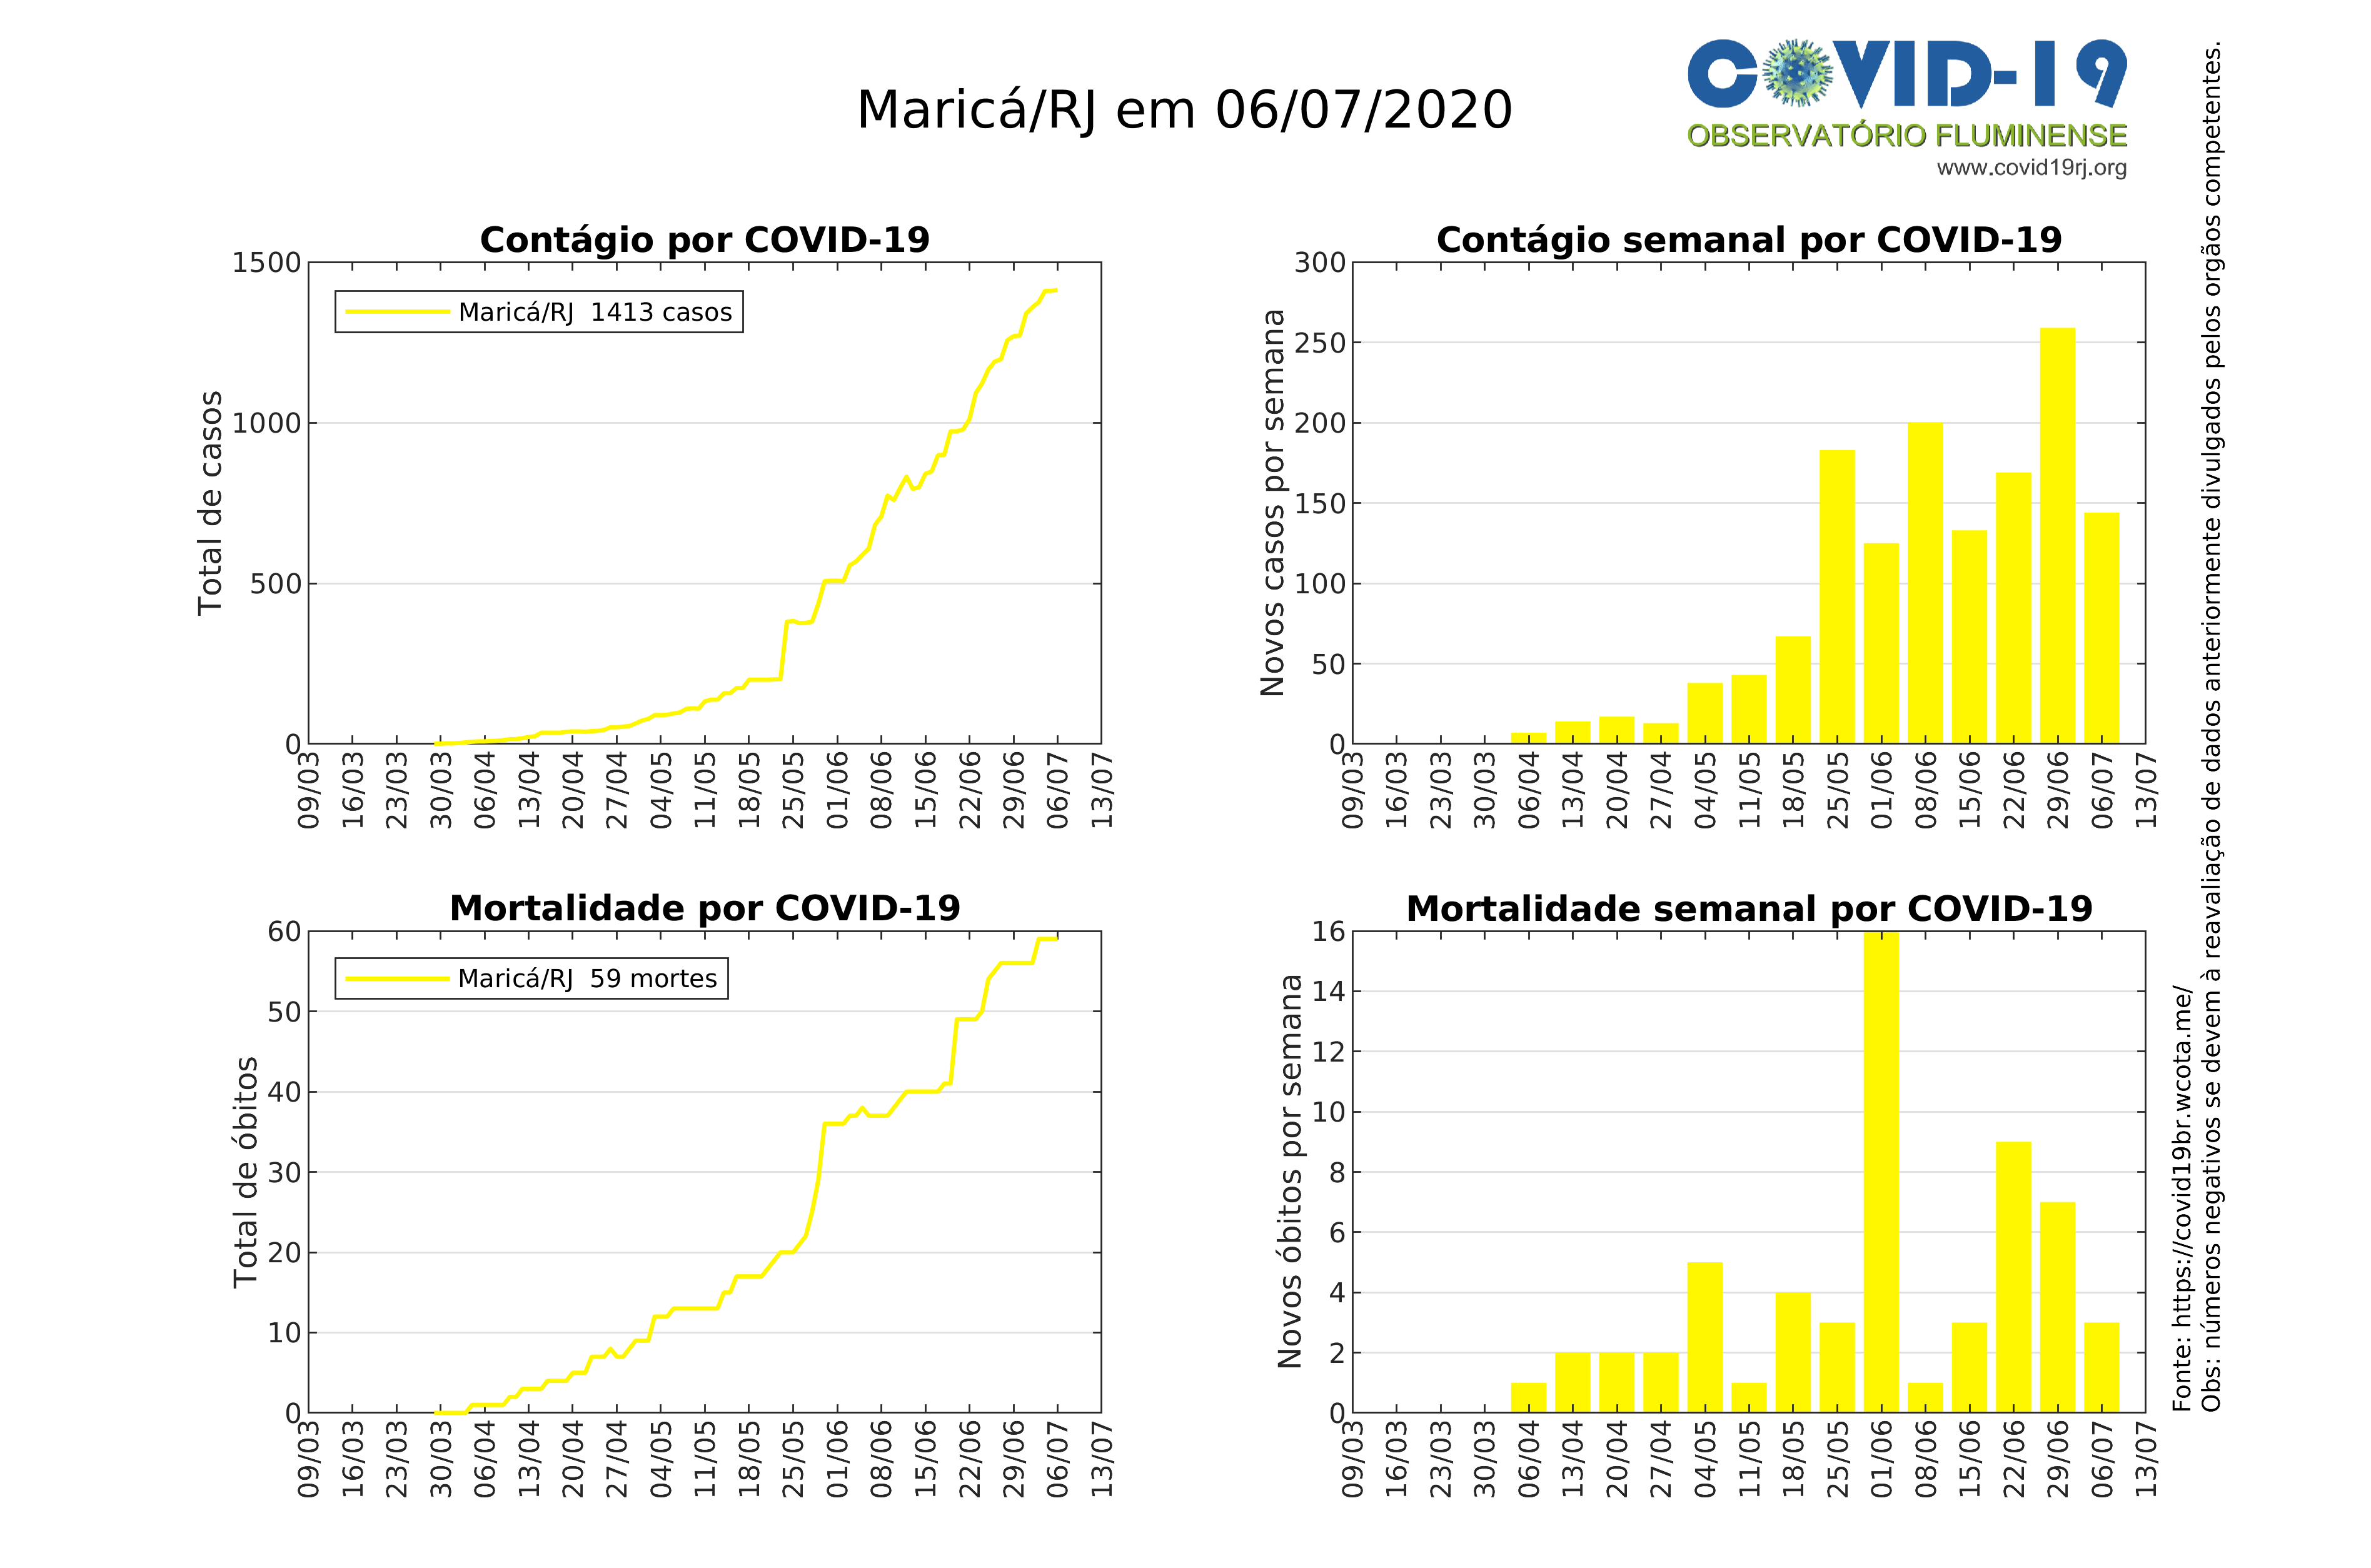 Maricá/RJ em 06/07/2020
COVID-19
OBSERVATÓRIO FLUMINENSE
www.covid19rj.org
Contágio por COVID-19
Total de casos
1500
1000
500
0
Maricá/RJ 1413 casos
09/03 16/03 23/03 30/03 06/04 13/04 20/04 27/04 04/05 11/05 18/05 25/05 01/06 08/06 15/06 22/06 29/06 06/07 13/07
Contágio semanal por COVID-19
Novos casos por semana
300
250
200
150
100
50
0
09/03 16/03 23/03 30/03 06/04 13/04 20/04 27/04 04/05 11/05 18/05 25/05 01/06 08/06 15/06 22/06 29/06 06/07 13/07
Mortalidade por COVID-19
Total de óbitos
60
50
40
30
20
10
0
Maricá/RJ 59 mortes
09/03 16/03 23/03 30/03 06/04 13/04 20/04 27/04 04/05 11/05 18/05 25/05 01/06 08/06 15/06 22/06 29/06 06/07 13/07
Mortalidade semanal por COVID-19
Novos óbitos por semana
16
14
12
10
8
6
4
2
0
09/03 16/03 23/03 30/03 06/04 13/04 20/04 27/04 04/05 11/05 18/05 25/05 01/06 08/06 15/06 22/06 29/06 06/07 13/07
Fonte: https://covid19br.wcota.me/
Obs: números negativos se devem à reavaliação de dados anteriormente divulgados pelos orgãos competentes.